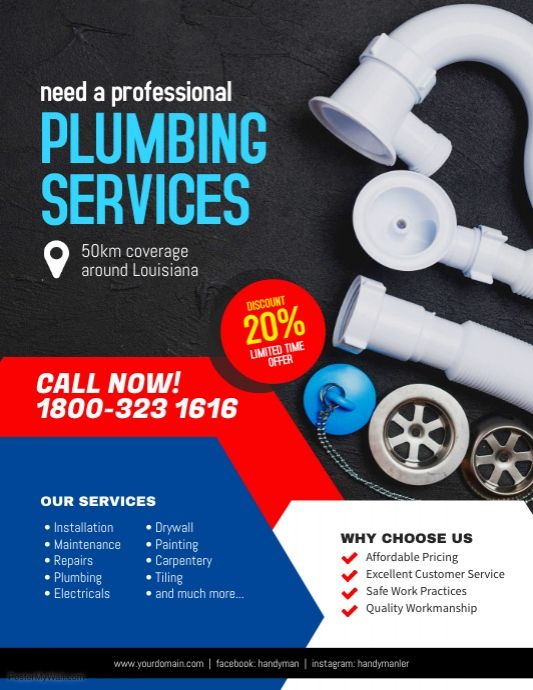 need a professional
PLUMBING
SERVICES
50km coverage
around Louisiana
DISCOUNT
20%
LIMITED TIME
OFFER
CALL NOW!
1800-323 1616
OUR SERVICES
• Installation
• Maintenance
• Repairs
• Plumbing
• Electricals
• Drywall
• Painting
• Carpentery
• Tiling
• and much more...
WHY CHOOSE US
Affordable Pricing
Excellent Customer Service
Safe Work Practices
Quality Workmanship
www.yourdomain.com | facebook: handyman | instagram: handymanler
PosterMyWall.com